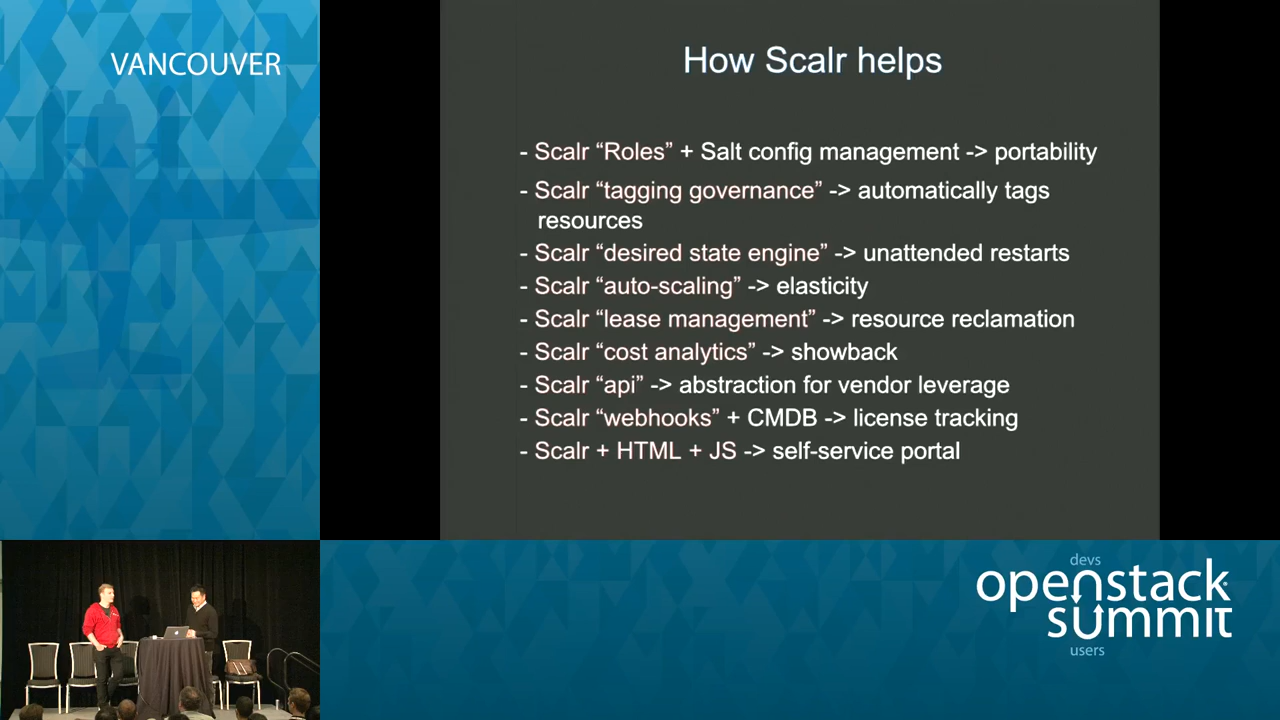 VANCOUVER
How Scalr helps
- Scalr “Roles” + Salt config management -> portability
- Scalr “tagging governance” -> automatically tags
resources
- Scalr “desired state engine” -> unattended restarts
- Scalr “auto-scaling” -> elasticity
- Scalr “lease management” -> resource reclamation
- Scalr “cost analytics” -> showback
- Scalr “api” -> abstraction for vendor leverage
- Scalr “webhooks” + CMDB -> license tracking
- Scalr + HTML + JS -> self-service portal
devs
openstack
summit
users